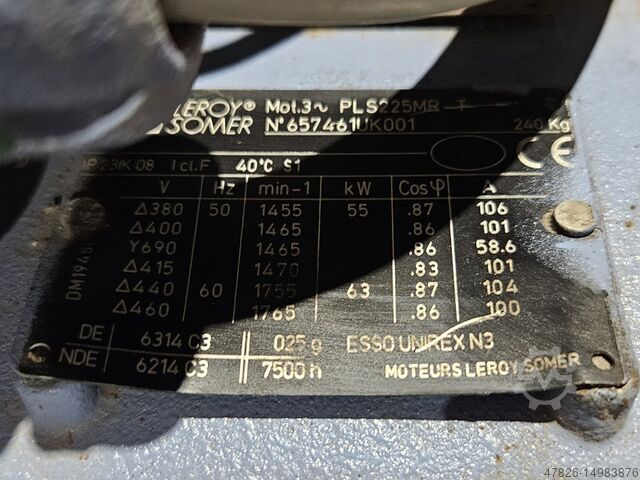 LEROY® Mot.3~ PLS225MR T
SOMER N°657461UK001 240 Kg
IP23IK08 I cl.F 40°C S1 CE
V Hz min-1 kW Cosφ A
Δ380 50 1455 55 .87 106
Δ400 1465 .86 101
Y690 1465 .86 58.6
Δ415 1470 .83 101
Δ440 60 1755 63 .87 104
Δ460 1765 .86 100
DE 6314 C3 025 g ESSO UNIREX N3
NDE 6214 C3 7500 h MOTEURS LEROY SOMER
47826-14983876